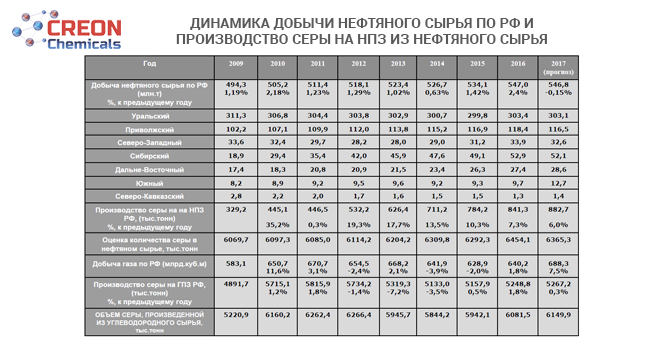 CREON
Chemicals
ДИНАМИКА ДОБЫЧИ НЕФТЯНОГО СЫРЬЯ ПО РФ И
ПРОИЗВОДСТВО СЕРЫ НА НПЗ ИЗ НЕФТЯНОГО СЫРЬЯ
Год 2009 2010 2011 2012 2013 2014 2015 2016 2017
(прогноз)
Добыча нефтяного сырья по РФ 494,3 505,2 511,4 518,1 523,4 526,7 534,1 547,0 546,8
(млн.т) 1,19% 2,18% 1,23% 1,29% 1,02% 0,63% 1,42% 2,4% -0,15%
%, к предыдущему году
Уральский 311,3 306,8 304,4 303,8 302,9 300,7 299,8 303,4 303,1
Приволжский 102,2 107,1 109,9 112,0 113,8 115,2 116,9 118,4 116,5
Северо-Западный 33,6 32,4 29,7 28,2 28,0 29,0 31,2 33,9 32,6
Сибирский 18,9 29,4 35,4 42,0 45,9 47,6 49,1 52,9 52,1
Дальне-Восточный 17,4 18,3 20,8 20,9 21,5 23,4 26,3 27,4 28,6
Южный 8,2 8,9 9,2 9,5 9,6 9,2 9,3 9,7 12,7
Северо-Кавказский 2,8 2,2 2,0 1,7 1,6 1,5 1,5 1,3 1,4
Производство серы на на НПЗ 329,2 445,1 446,5 532,2 626,4 711,2 784,2 841,3 882,7
РФ, (тыс.тонн)
%, к предыдущему году 35,2% 0,3% 19,3% 17,7% 13,5% 10,3% 7,3% 6,0%
Оценка количества серы в 6069,7 6097,3 6085,0 6114,2 6204,2 6309,8 6292,3 6454,1 6365,3
нефтяном сырье, тыс.тонн
Добыча газа по РФ (млрд.куб.м) 583,1 650,7 670,7 654,5 668,2 641,9 628,9 640,2 688,3
%, к предыдущему году 11,6% 3,1% -2,4% 2,1% -3,9% -2,0% 1,8% 7,5%
Производство серы на ГПЗ РФ, 4891,7 5715,1 5815,9 5734,2 5319,3 5133,0 5157,9 5248,8 5267,2
(тыс.тонн) 1,2% 1,8% -1,4% -7,2% -3,5% 0,5% 1,8% 0,3%
%, к предыдущему году
ОБЪЕМ СЕРЫ, ПРОИЗВЕДЕННОЙ 5220,9 6160,2 6262,4 6266,4 5945,7 5844,2 5942,1 6081,5 6149,9
ИЗ УГЛЕВОДОРОДНОГО СЫРЬЯ,
тыс.тонн